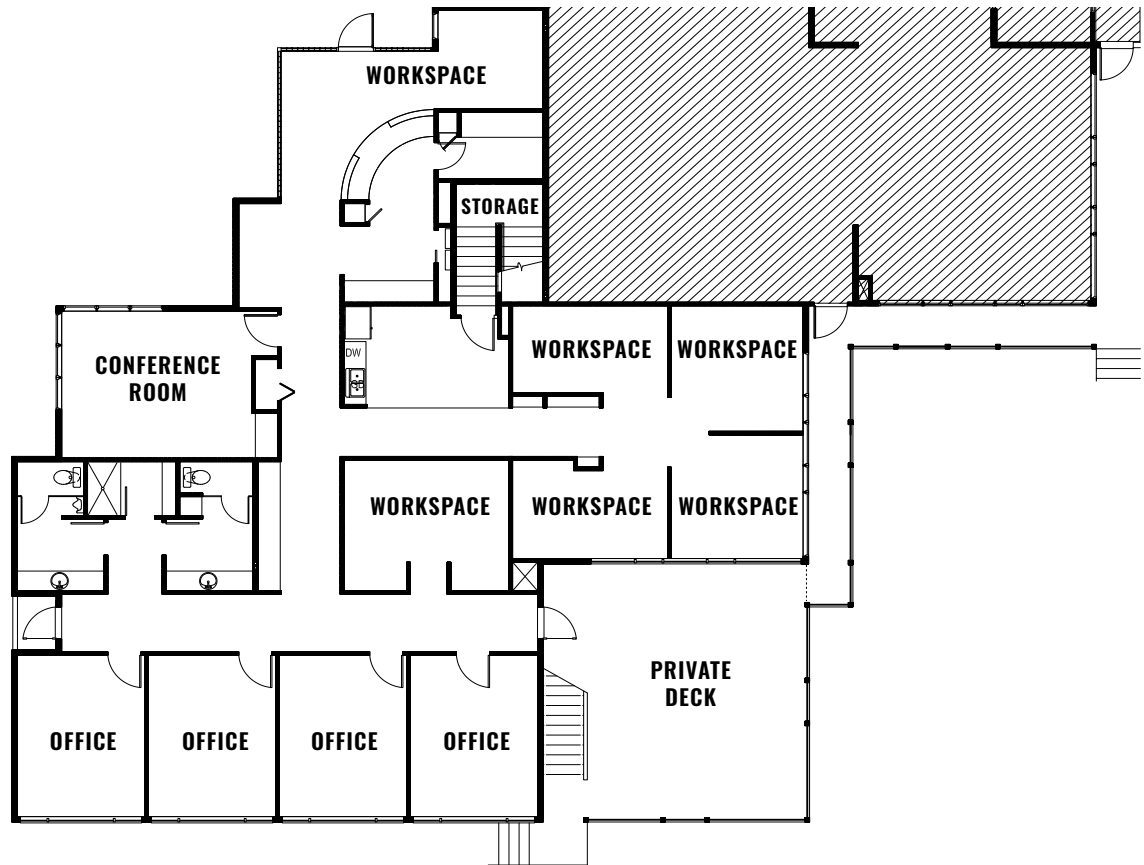 WORKSPACE
STORAGE
CONFERENCE
ROOM
DW
WORKSPACE
WORKSPACE
WORKSPACE
WORKSPACE
WORKSPACE
PRIVATE
DECK
OFFICE
OFFICE
OFFICE
OFFICE